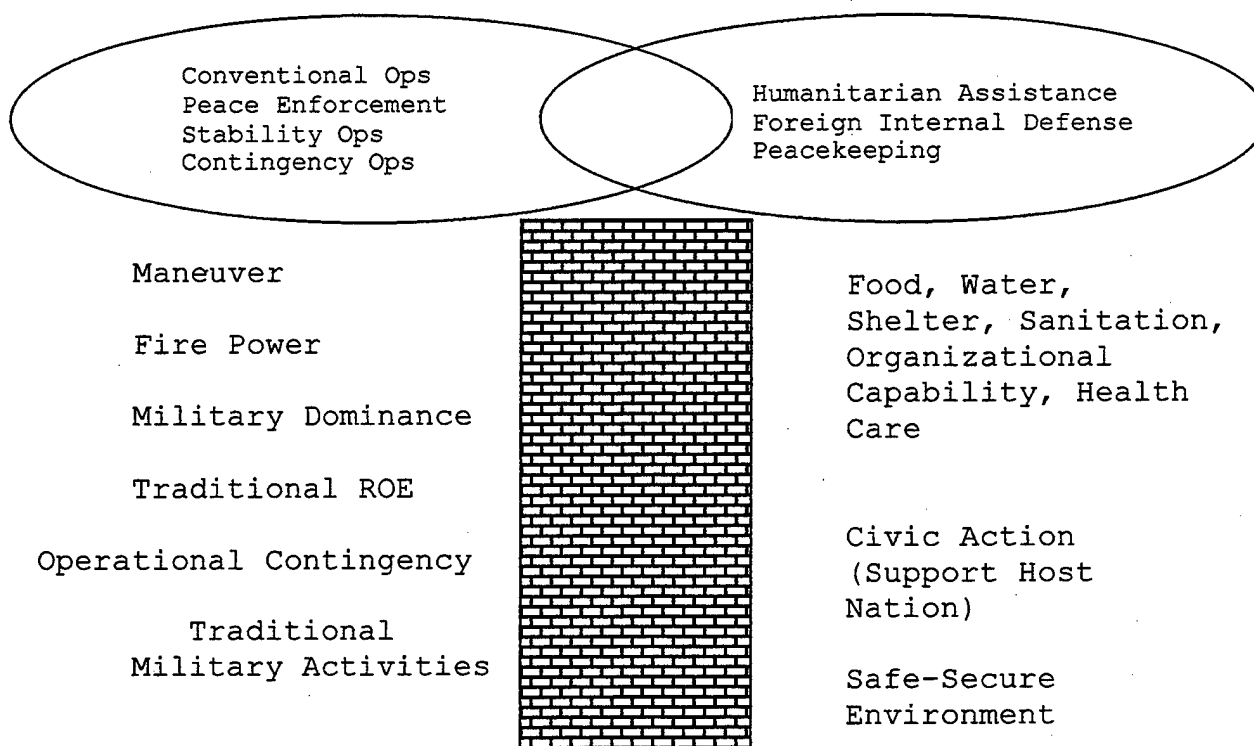 Conventional Ops
Peace Enforcement
Stability Ops
Contingency Ops
Humanitarian Assistance
Foreign Internal Defense
Peacekeeping
Maneuver
Fire Power
Military Dominance
Traditional ROE
Operational Contingency
Traditional
Military Activities
Food, Water,
Shelter, Sanitation,
Organizational
Capability, Health
Care
Civic Action
(Support Host
Nation)
Safe-Secure
Environment